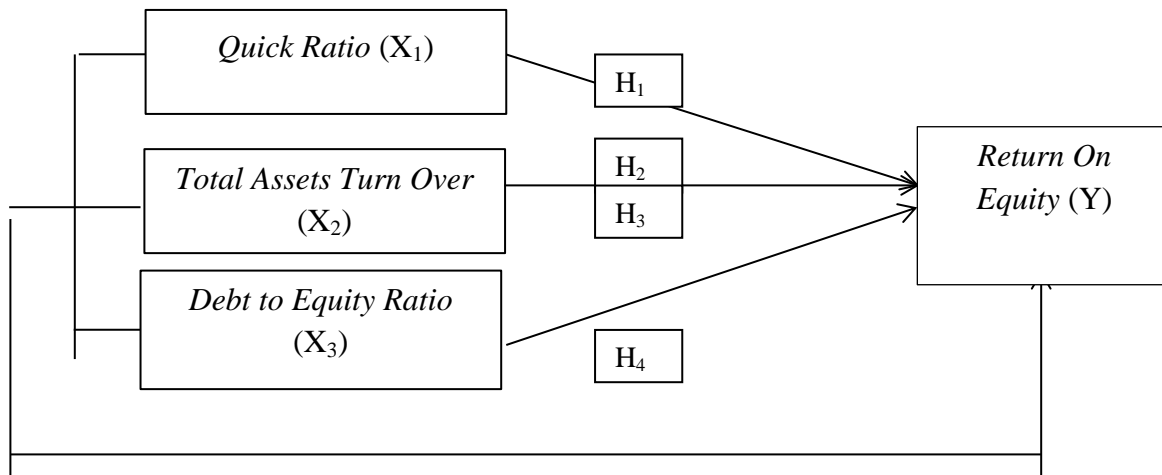 Quick Ratio (X₁)
H₁
Total Assets Turn Over
(X₂)
H₂
H₃
Return On
Equity (Y)
Debt to Equity Ratio
(X₃)
H₄